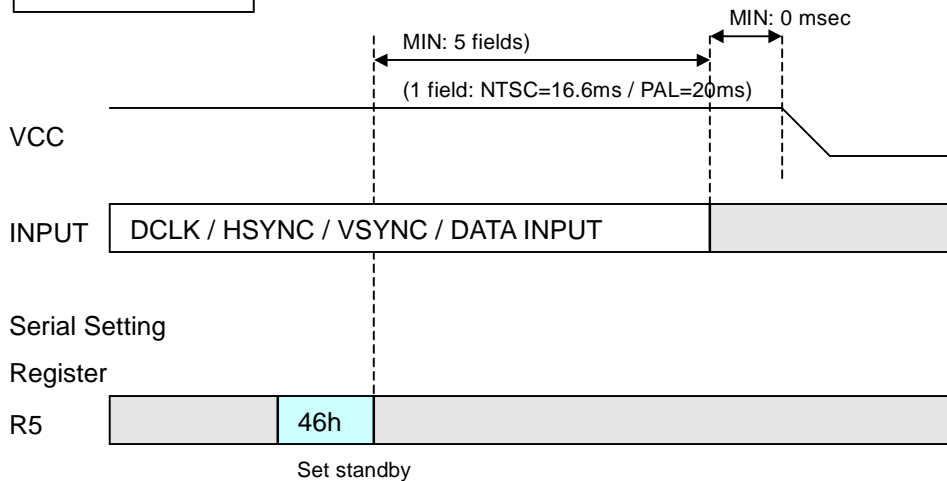 MIN: 0 msec
MIN: 5 fields)
(1 field: NTSC=16.6ms / PAL=20ms)
VCC
INPUT DCLK / HSYNC / VSYNC / DATA INPUT
Serial Setting
Register
R5 46h
Set standby